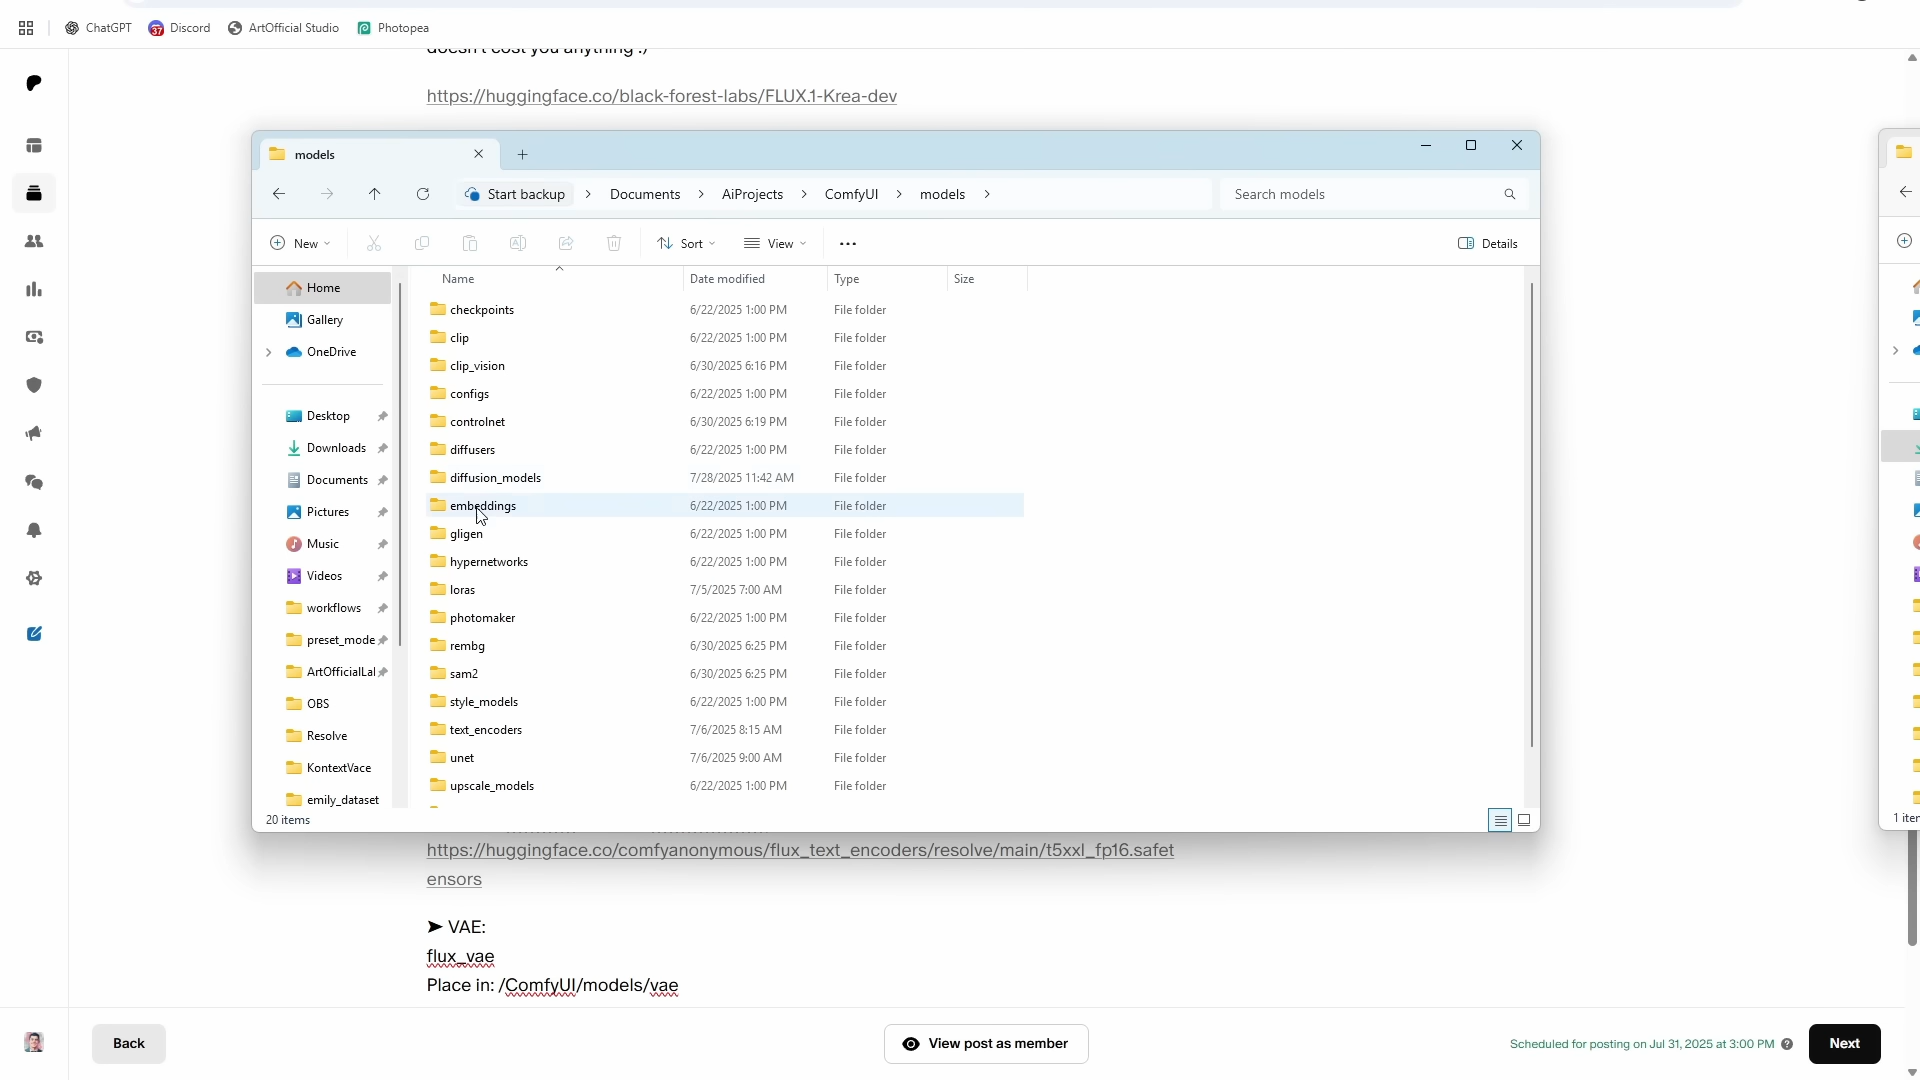 ChatGPT
37 Discord
ArtOfficial Studio
Photopea
doesn't cost you anything :)
https://huggingface.co/black-forest-labs/FLUX.1-Krea-dev
models
Start backup > Documents > AiProjects > ComfyUI > models >
Search models
New
Sort
View
Details
Home
Gallery
OneDrive
Desktop
Downloads
Documents
Pictures
Music
Videos
workflows
preset_mode
ArtOfficialLal
OBS
Resolve
KontextVace
emily_dataset
Name Date modified Type Size
checkpoints 6/22/2025 1:00 PM File folder
clip 6/22/2025 1:00 PM File folder
clip_vision 6/30/2025 6:16 PM File folder
configs 6/22/2025 1:00 PM File folder
controlnet 6/30/2025 6:19 PM File folder
diffusers 6/22/2025 1:00 PM File folder
diffusion_models 7/28/2025 11:42 AM File folder
embeddings 6/22/2025 1:00 PM File folder
gligen 6/22/2025 1:00 PM File folder
hypernetworks 6/22/2025 1:00 PM File folder
loras 7/5/2025 7:00 AM File folder
photomaker 6/22/2025 1:00 PM File folder
rembg 6/30/2025 6:25 PM File folder
sam2 6/30/2025 6:25 PM File folder
style_models 6/22/2025 1:00 PM File folder
text_encoders 7/6/2025 8:15 AM File folder
unet 7/6/2025 9:00 AM File folder
upscale_models 6/22/2025 1:00 PM File folder
20 items
https://huggingface.co/comfyanonymous/flux_text_encoders/resolve/main/t5xxl_fp16.safet
ensors
➤ VAE:
flux_vae
Place in: /ComfyUI/models/vae
Back
View post as member
Scheduled for posting on Jul 31, 2025 at 3:00 PM
Next